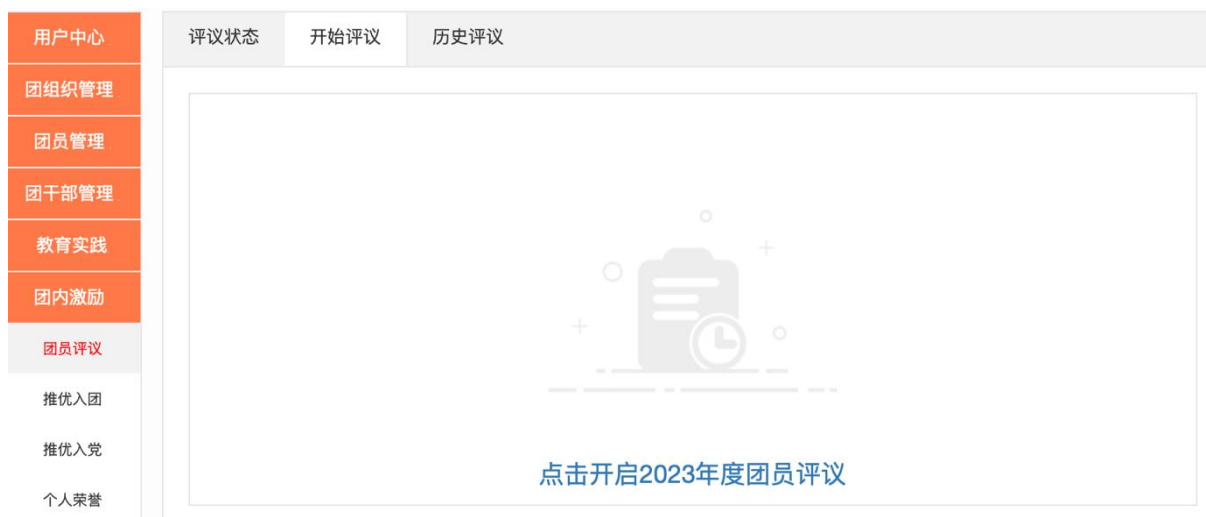 用户中心
团组织管理
团员管理
团干部管理
教育实践
团内激励
团员评议
推优入团
推优入党
个人荣誉
评议状态 开始评议 历史评议
点击开启2023年度团员评议